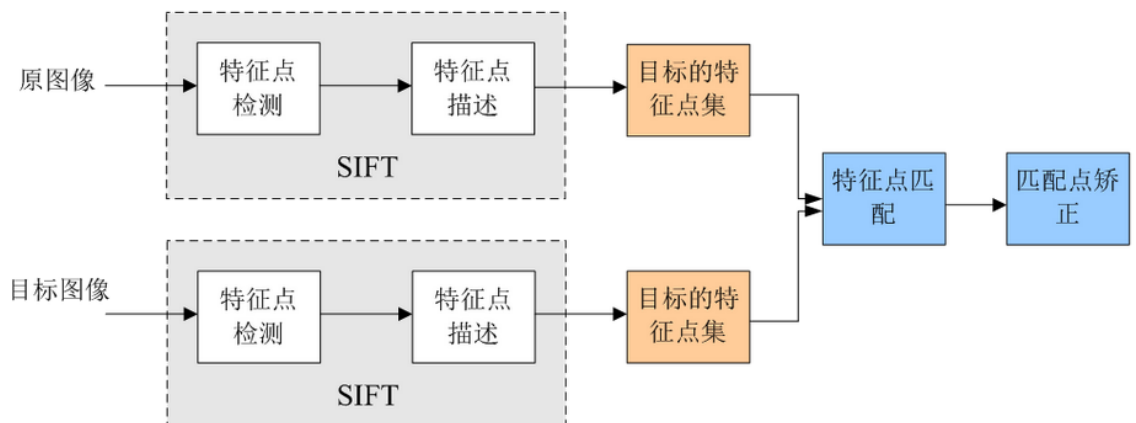 原图像
特征点
检测
特征点
描述
SIFT
目标的特
征点集
目标图像
特征点
检测
特征点
描述
SIFT
目标的特
征点集
特征点匹
配
匹配点矫
正